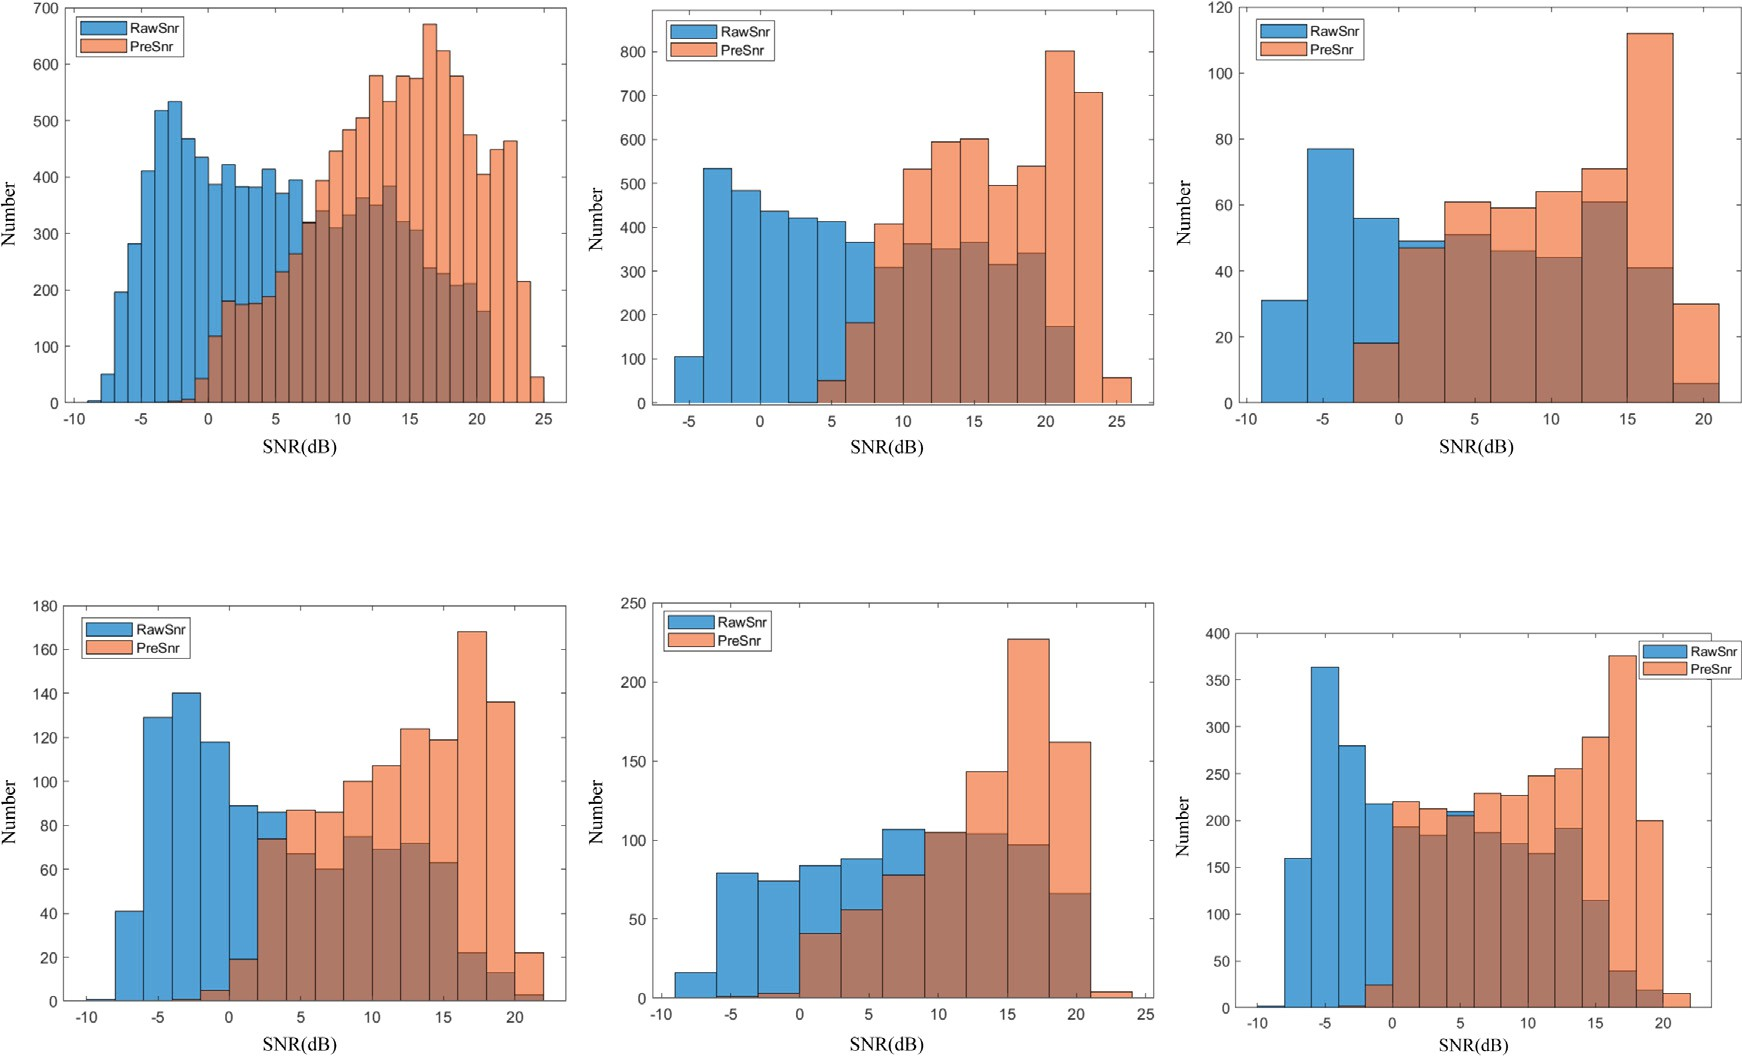 700
600
500
400
300
200
100
0
-10 -5 0 5 10 15 20 25
Number
SNR(dB)
RawSnr
PreSnr
800
700
600
500
400
300
200
100
0
-5 0 5 10 15 20 25
Number
SNR(dB)
RawSnr
PreSnr
120
100
80
60
40
20
0
-10 -5 0 5 10 15 20
Number
SNR(dB)
RawSnr
PreSnr
180
160
140
120
100
80
60
40
20
0
-10 -5 0 5 10 15 20
Number
SNR(dB)
RawSnr
PreSnr
250
200
150
100
50
0
-10 -5 0 5 10 15 20 25
Number
SNR(dB)
RawSnr
PreSnr
400
350
300
250
200
150
100
50
0
-10 -5 0 5 10 15 20
Number
SNR(dB)
RawSnr
PreSnr